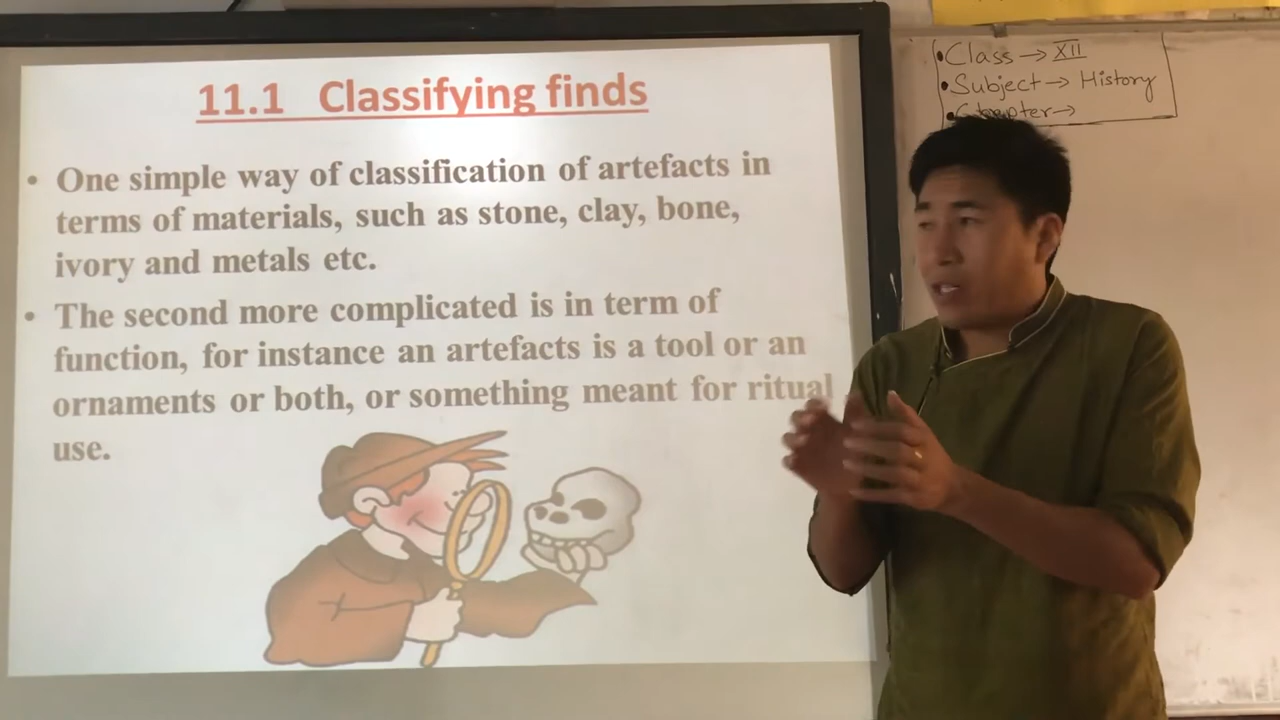 11.1 Classifying finds
• One simple way of classification of artefacts in
terms of materials, such as stone, clay, bone,
ivory and metals etc.
• The second more complicated is in term of
function, for instance an artefacts is a tool or an
ornaments or both, or something meant for ritual
use.
• Class → XII
• Subject → History